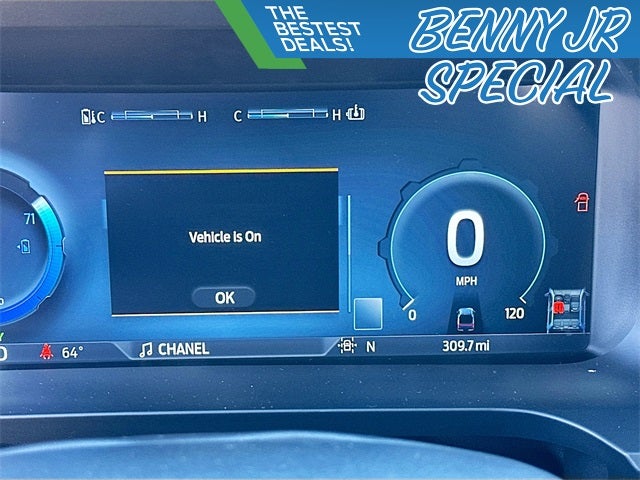 THE
BESTEST
DEALS!
BENNY JR
SPECIAL
C H C H
71
Vehicle is On
OK
0
MPH
0 120
64° CHANEL N 309.7 mi